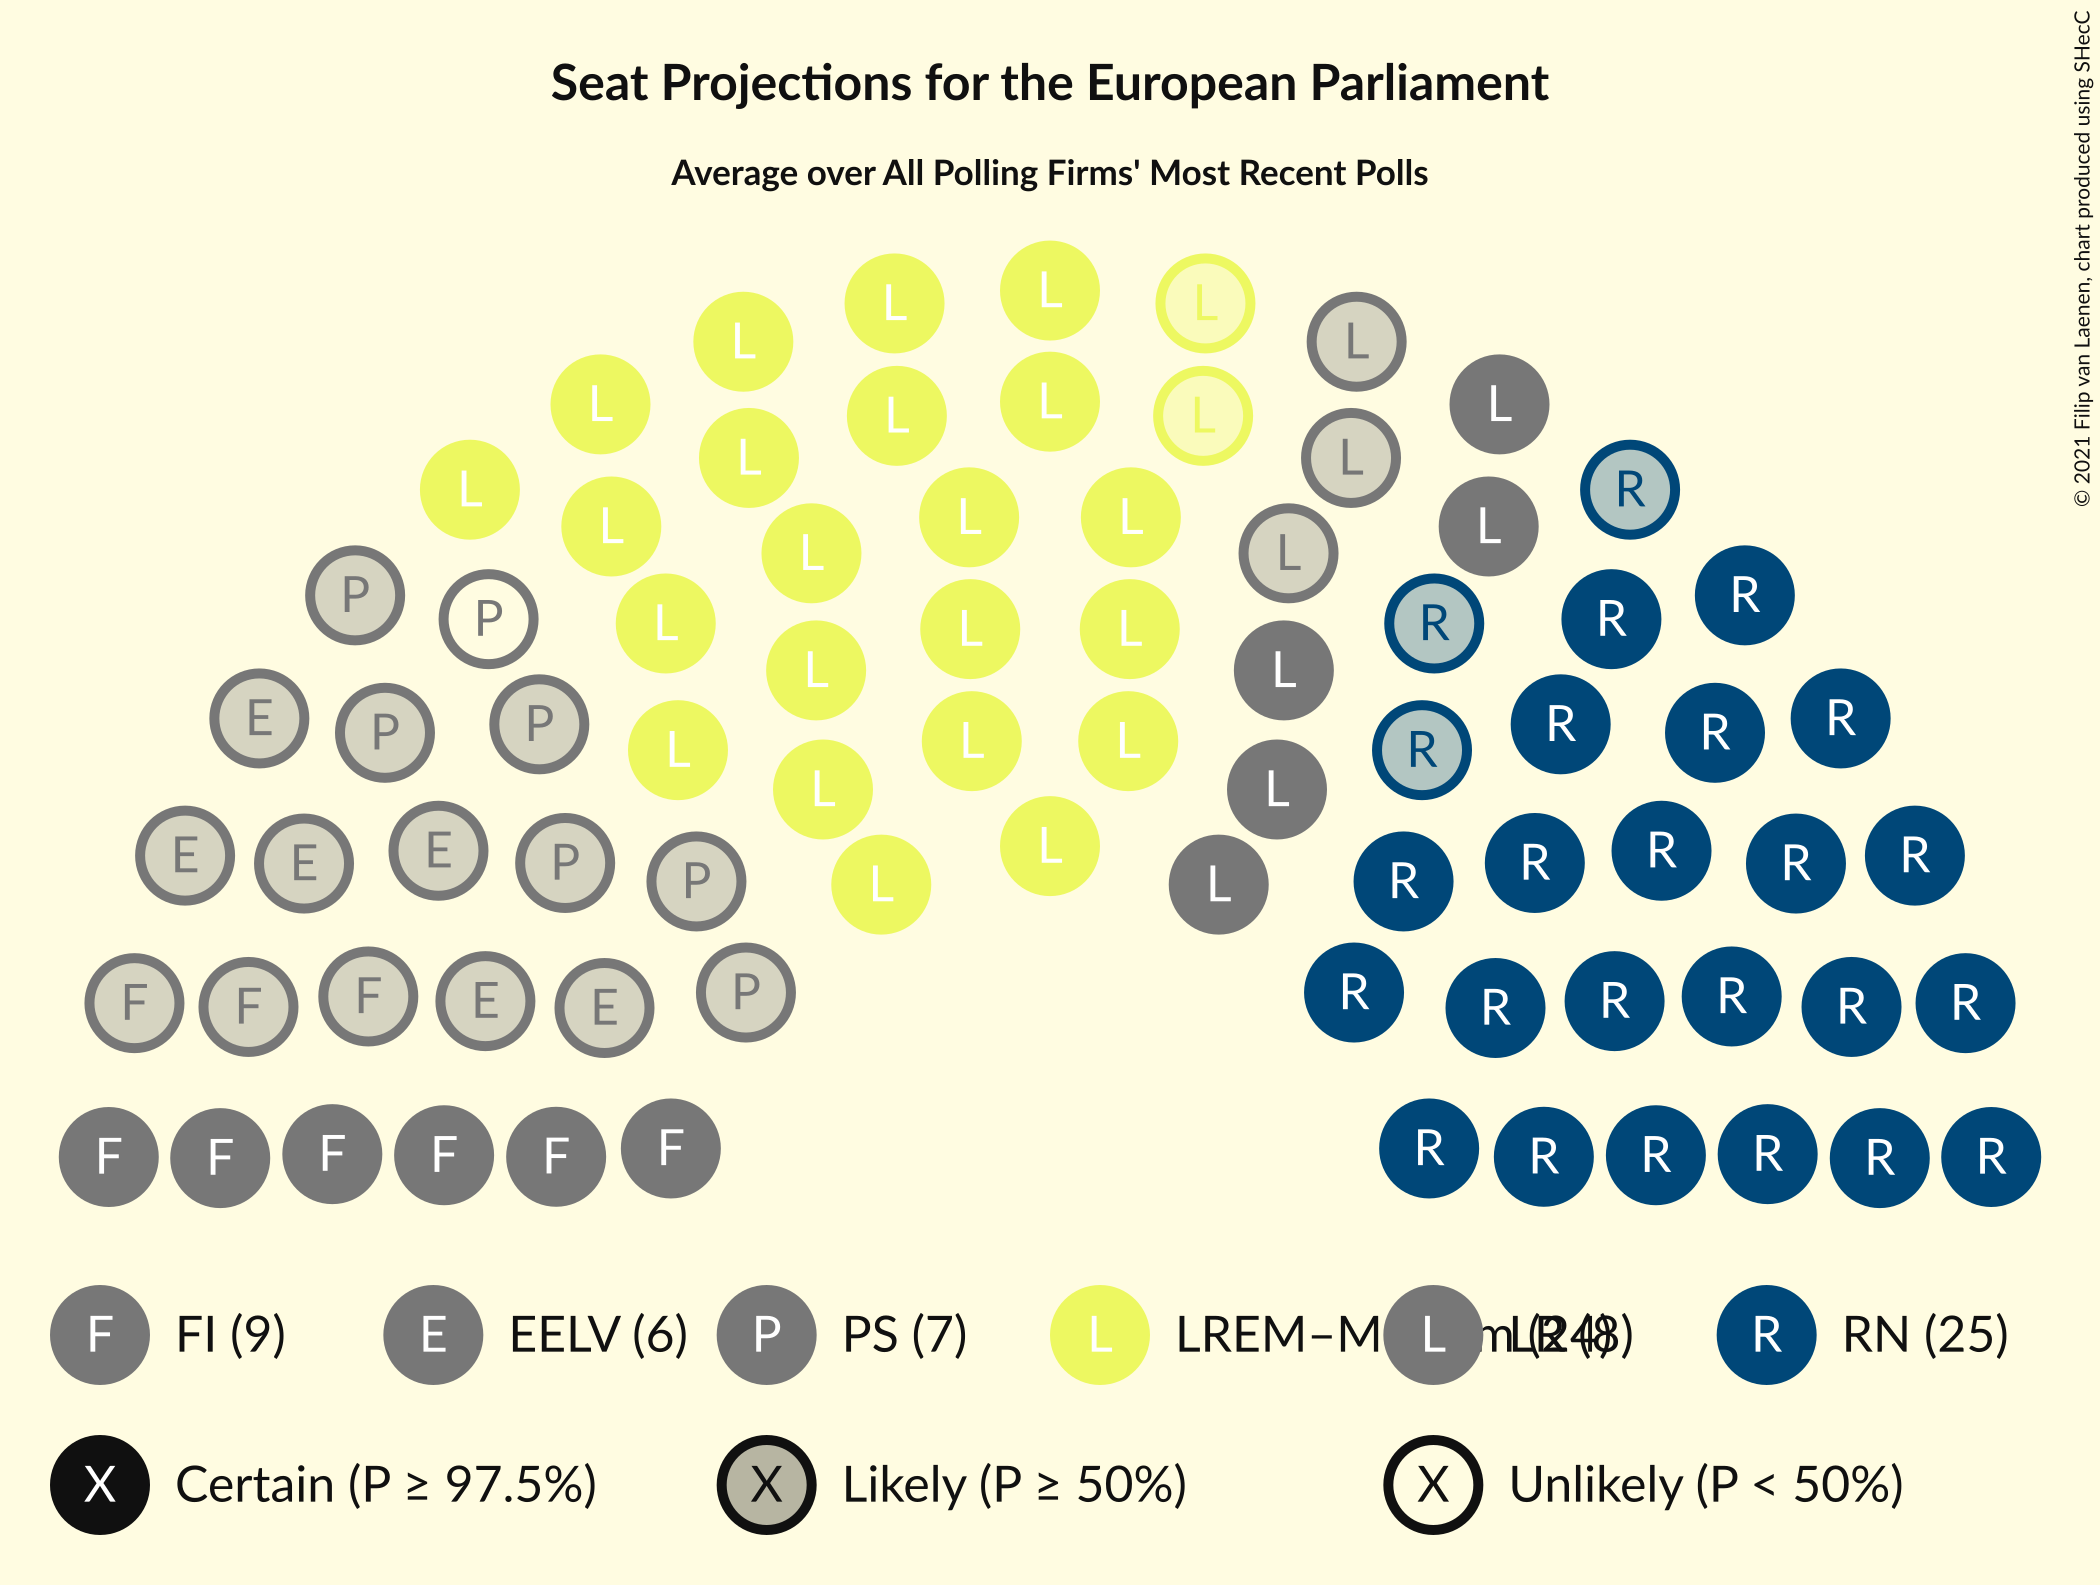 Seat Projections for the European Parliament
Average over All Polling Firms' Most Recent Polls
© 2021 Filip van Laenen, chart produced using SHecC
L L L
L L
L L L L L
L L L R
L L L L
L L
P P L L L R R R
L L
E P P L L L R R R R
L L
E E E P P L L L R R R R R
F F F E E P R R R R R R
F F F F F F R R R R R R
F FI (9) E EELV (6) P PS (7) L LREM–M m (24) L LR (8) R RN (25)
X Certain (P ≥ 97.5%) X Likely (P ≥ 50%) X Unlikely (P < 50%)